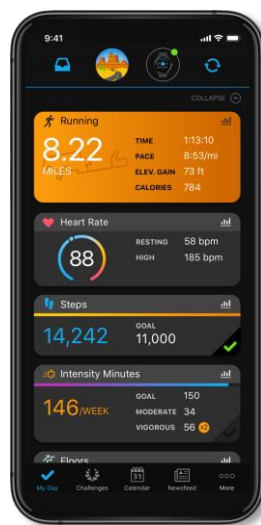 9:41
COLLAPSE
Running
8.22
MILES
TIME 1:13:10
PACE 8:53/mi
ELEV. GAIN 73 ft
CALORIES 784
Heart Rate
88
RESTING 58 bpm
HIGH 185 bpm
Steps
14,242
GOAL
11,000
Intensity Minutes
146/WEEK
GOAL 150
MODERATE 34
VIGOROUS 56 x2
Floors
31
My Day Challenges Calendar Newsfeed More